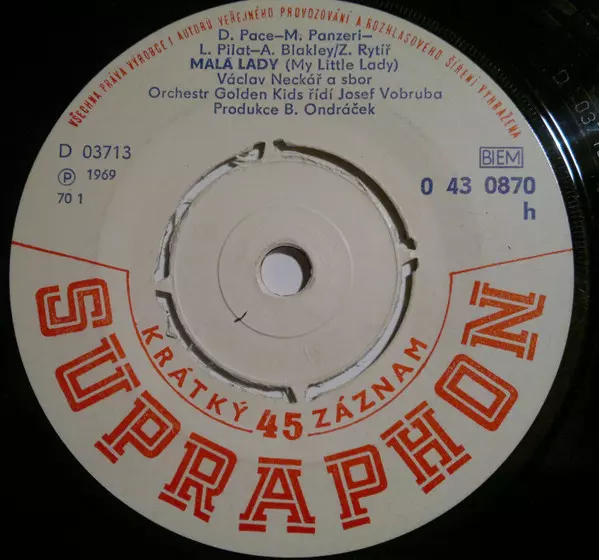 VŠECHNA PRÁVA VÝROBCE I AUTORŮ VEŘEJNÉHO PROVOZOVÁNÍ A ROZHLASOVÉHO ŠÍŘENÍ VYHRAZENA
D. Pace–M. Panzeri–
L. Pilat–A. Blakley/Z. Rytíř
MALÁ LADY (My Little Lady)
Václav Neckář a sbor
Orchestr Golden Kids řídí Josef Vobruba
Produkce B. Ondráček
D 03713
Ⓟ 1969
70 1
BIEM
0 43 0870
h
KRÁTKÝ 45 ZÁZNAM
SUPRAPHON